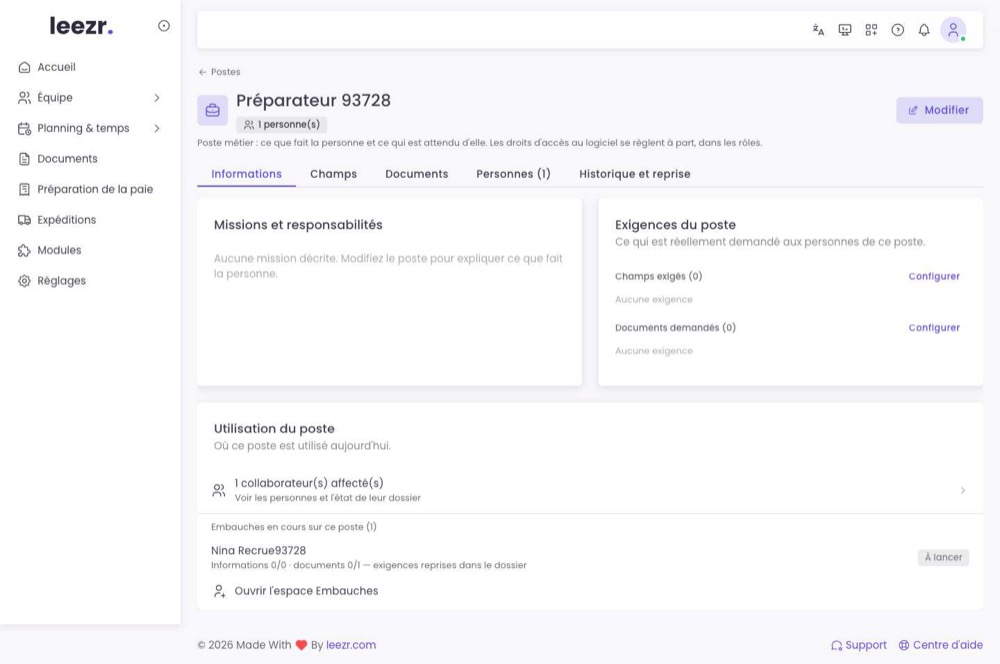 leezr.
Accueil
Équipe
Planning & temps
Documents
Préparation de la paie
Expéditions
Modules
Réglages
← Postes
Préparateur 93728
1 personne(s)
Modifier
Poste métier : ce que fait la personne et ce qui est attendu d'elle. Les droits d'accès au logiciel se règlent à part, dans les rôles.
Informations
Champs
Documents
Personnes (1)
Historique et reprise
Missions et responsabilités
Aucune mission décrite. Modifiez le poste pour expliquer ce que fait
la personne.
Exigences du poste
Ce qui est réellement demandé aux personnes de ce poste.
Champs exigés (0)
Configurer
Aucune exigence
Documents demandés (0)
Configurer
Aucune exigence
Utilisation du poste
Où ce poste est utilisé aujourd'hui.
1 collaborateur(s) affecté(s)
Voir les personnes et l'état de leur dossier
Embauches en cours sur ce poste (1)
Nina Recrue93728
Informations 0/0 · documents 0/1 — exigences reprises dans le dossier
À lancer
Ouvrir l'espace Embauches
© 2026 Made With ❤️ By leezr.com
Support
Centre d'aide